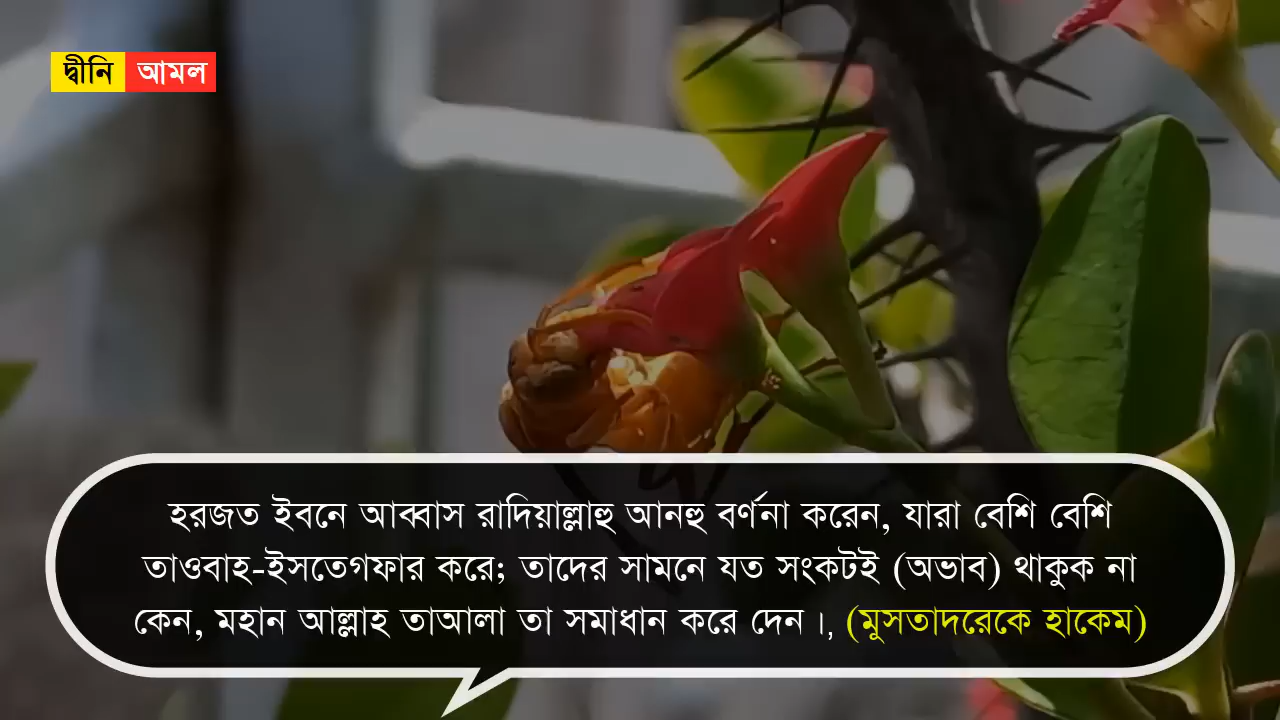 দ্বীনি আমল
হরজত ইবনে আব্বাস রাদিয়াল্লাহু আনহু বর্ণনা করেন, যারা বেশি বেশি
তাওবাহ-ইসতেগফার করে; তাদের সামনে যত সংকটই (অভাব) থাকুক না
কেন, মহান আল্লাহ তাআলা তা সমাধান করে দেন।, (মুসতাদরেকে হাকেম)